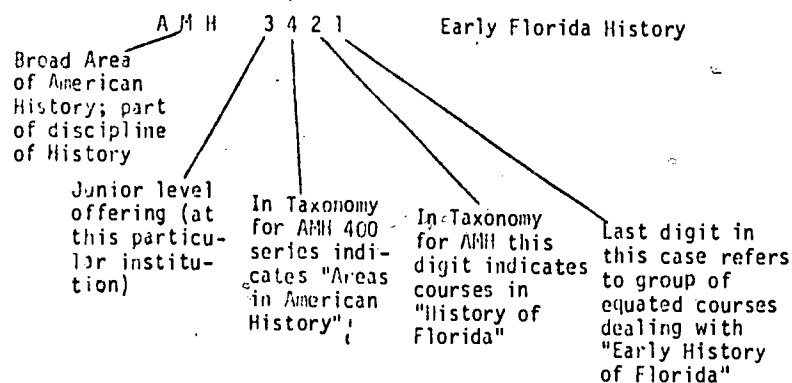 AMH 3421 Early Florida History
Broad Area
of American
History; part
of discipline
of History
Junior level
offering (at
this particu-
lar institu-
tion)
In Taxonomy
for AMH 400
series indi-
cates "Areas
in American
History";
In Taxonomy
for AMH this
digit indicates
courses in
"History of
Florida"
Last digit in
this case refers
to group of
equated courses
dealing with
"Early History
of Florida"